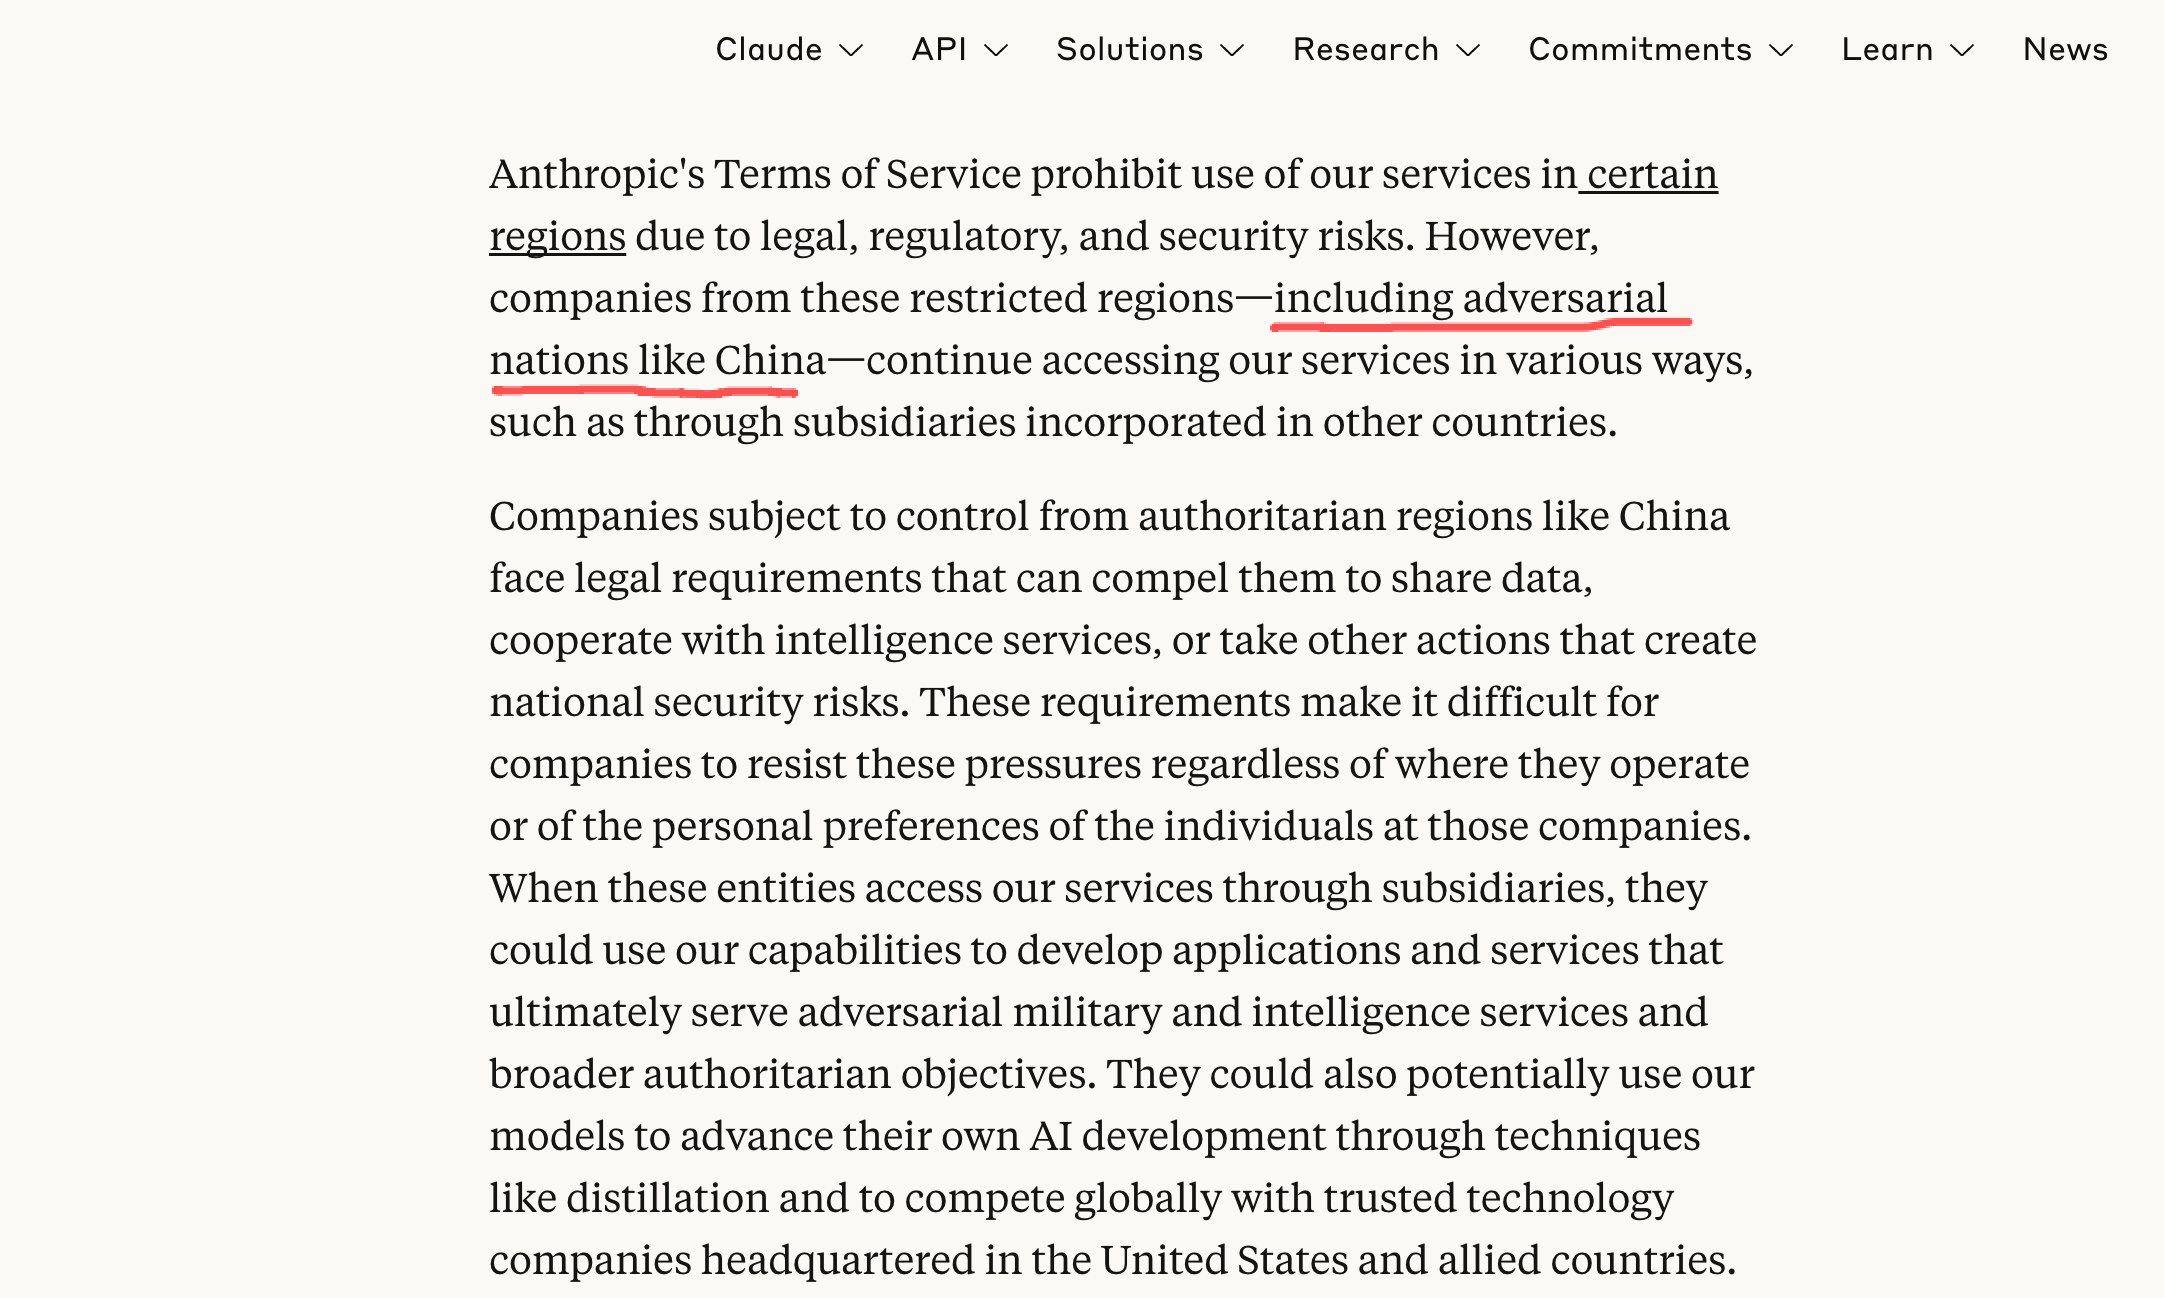 Claude API Solutions Research Commitments Learn News
Anthropic's Terms of Service prohibit use of our services in certain
regions due to legal, regulatory, and security risks. However,
companies from these restricted regions—including adversarial
nations like China—continue accessing our services in various ways,
such as through subsidiaries incorporated in other countries.
Companies subject to control from authoritarian regions like China
face legal requirements that can compel them to share data,
cooperate with intelligence services, or take other actions that create
national security risks. These requirements make it difficult for
companies to resist these pressures regardless of where they operate
or of the personal preferences of the individuals at those companies.
When these entities access our services through subsidiaries, they
could use our capabilities to develop applications and services that
ultimately serve adversarial military and intelligence services and
broader authoritarian objectives. They could also potentially use our
models to advance their own AI development through techniques
like distillation and to compete globally with trusted technology
companies headquartered in the United States and allied countries.